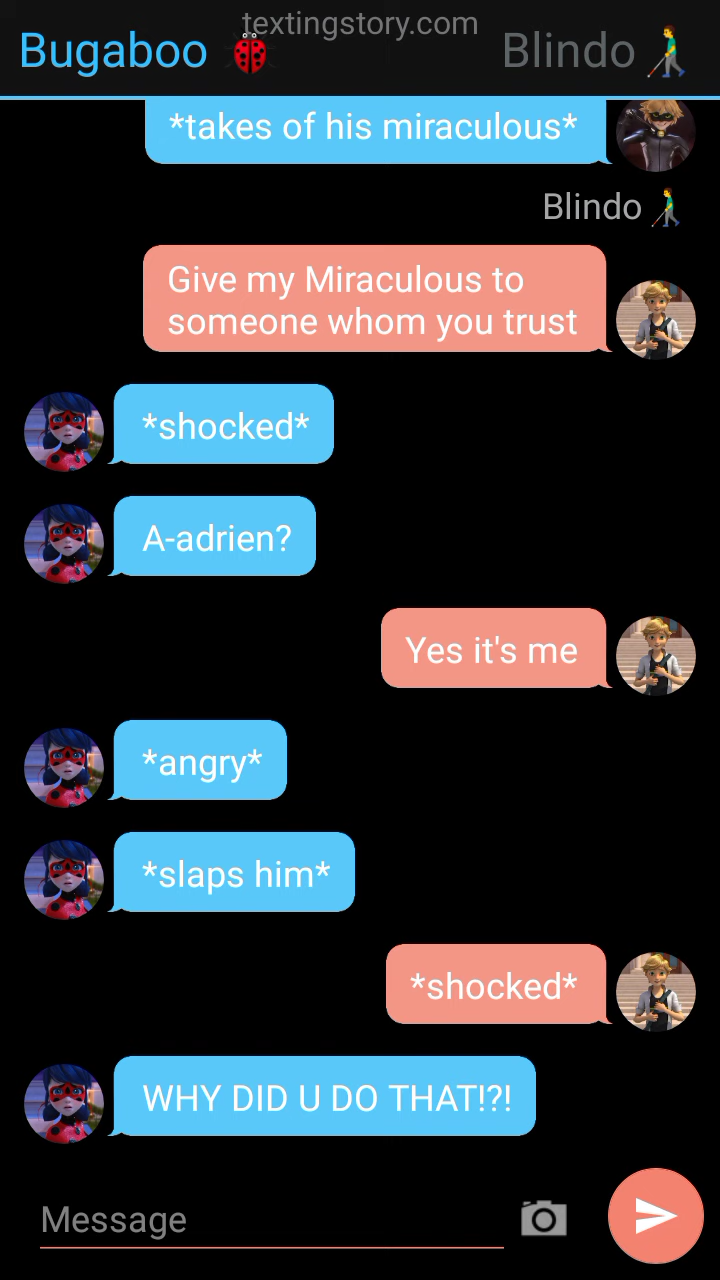 textingstory.com
Bugaboo 🐞
Blindo 👨‍🦯
*takes of his miraculous*
Blindo 👨‍🦯
Give my Miraculous to
someone whom you trust
*shocked*
A-adrien?
Yes it's me
*angry*
*slaps him*
*shocked*
WHY DID U DO THAT!?!
Message